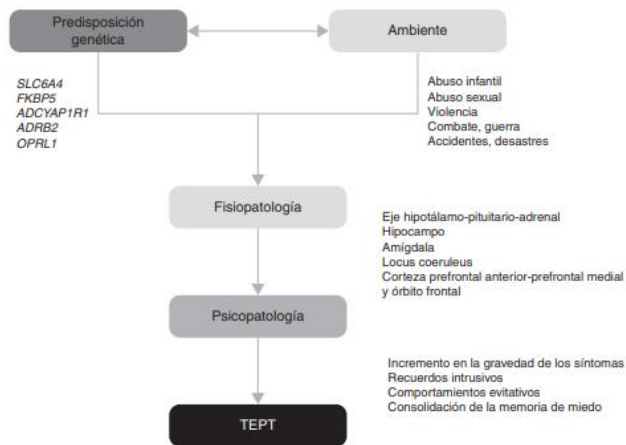 Predisposición
genética
Ambiente
SLC6A4
FKBP5
ADCYAP1R1
ADRB2
OPRL1
Abuso infantil
Abuso sexual
Violencia
Combate, guerra
Accidentes, desastres
Fisiopatología
Eje hipotálamo-pituitario-adrenal
Hipocampo
Amígdala
Locus coeruleus
Corteza prefrontal anterior-prefrontal medial
y órbito frontal
Psicopatología
Incremento en la gravedad de los síntomas
Recuerdos intrusivos
Comportamientos evitativos
Consolidación de la memoria de miedo
TEPT